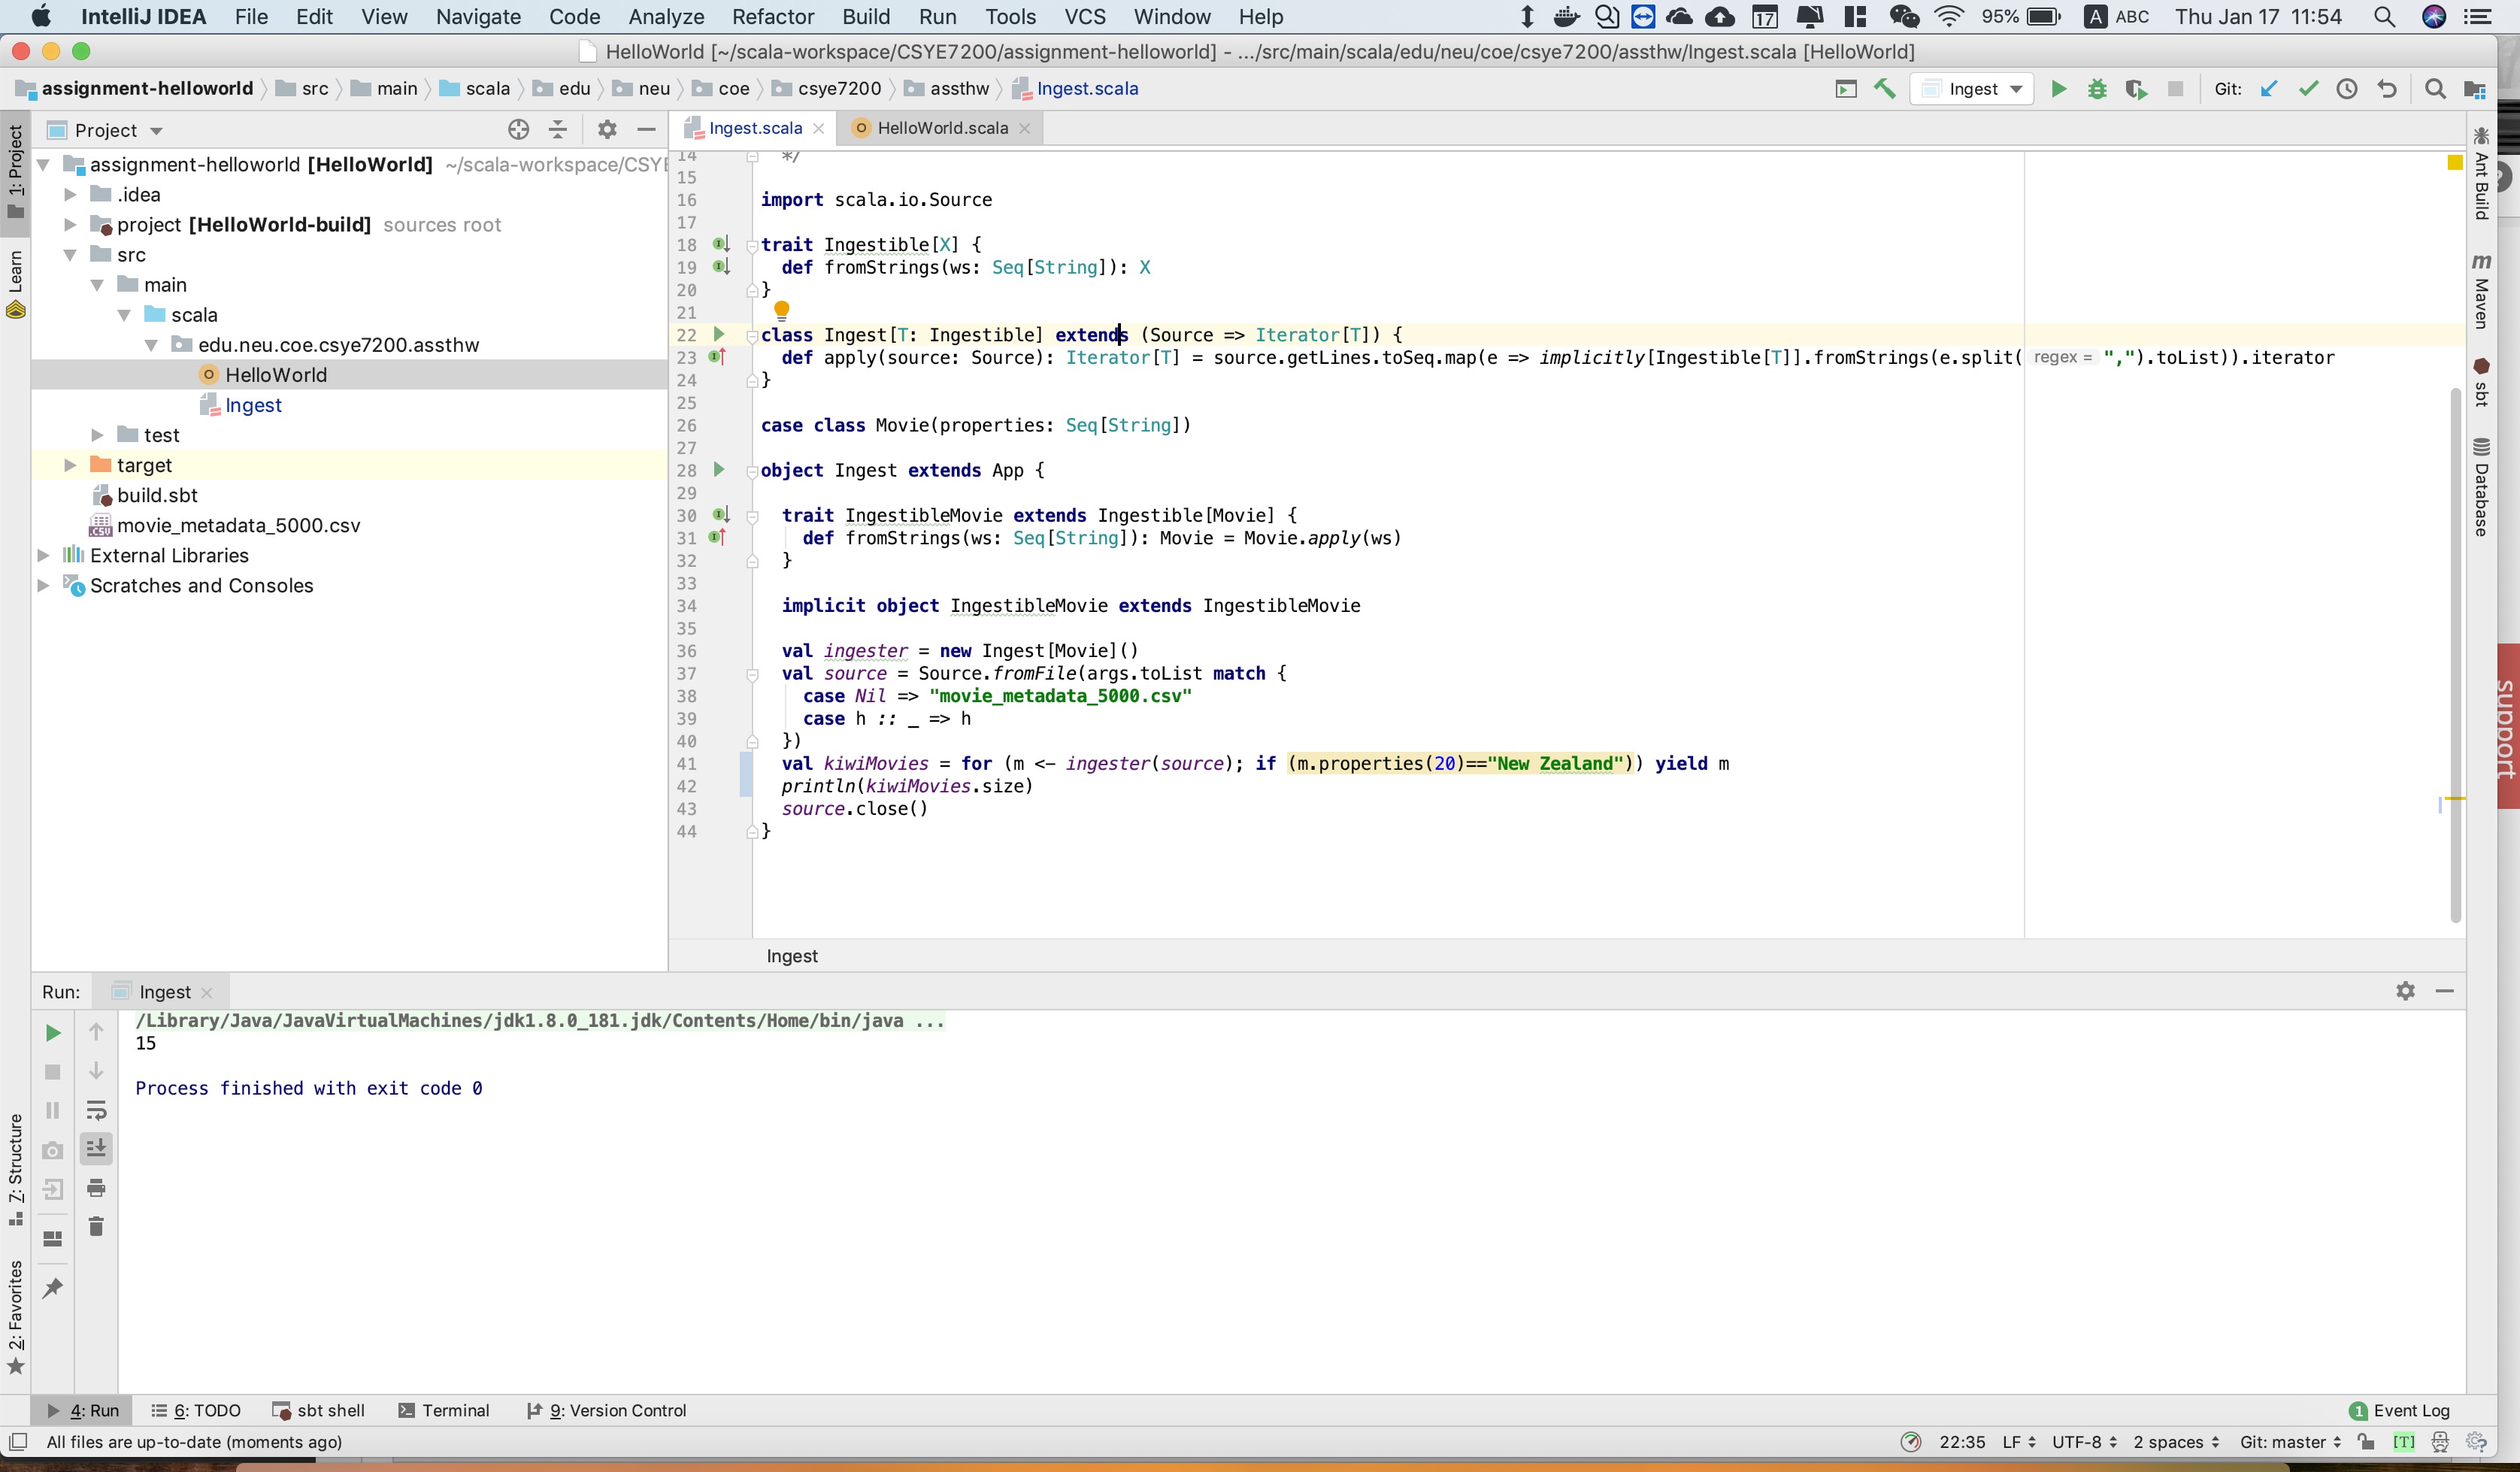 IntelliJ IDEA File Edit View Navigate Code Analyze Refactor Build Run Tools VCS Window Help 17 95% A ABC Thu Jan 17 11:54
HelloWorld [~/scala-workspace/CSYE7200/assignment-helloworld] - .../src/main/scala/edu/neu/coe/csye7200/assthw/Ingest.scala [HelloWorld]
assignment-helloworld src main scala edu neu coe csye7200 assthw Ingest.scala Ingest Git:
Project
Ingest.scala HelloWorld.scala
1: Project
Learn
7: Structure
2: Favorites
assignment-helloworld [HelloWorld] ~/scala-workspace/CSYE
.idea
project [HelloWorld-build] sources root
src
main
scala
edu.neu.coe.csye7200.assthw
HelloWorld
Ingest
test
target
build.sbt
movie_metadata_5000.csv
External Libraries
Scratches and Consoles
14 */
15
16 import scala.io.Source
17
18 trait Ingestible[X] {
19 def fromStrings(ws: Seq[String]): X
20 }
21
22 class Ingest[T: Ingestible] extends (Source => Iterator[T]) {
23 def apply(source: Source): Iterator[T] = source.getLines.toSeq.map(e => implicitly[Ingestible[T]].fromStrings(e.split( regex = ",").toList)).iterator
24 }
25
26 case class Movie(properties: Seq[String])
27
28 object Ingest extends App {
29
30 trait IngestibleMovie extends Ingestible[Movie] {
31 def fromStrings(ws: Seq[String]): Movie = Movie.apply(ws)
32 }
33
34 implicit object IngestibleMovie extends IngestibleMovie
35
36 val ingester = new Ingest[Movie]()
37 val source = Source.fromFile(args.toList match {
38 case Nil => "movie_metadata_5000.csv"
39 case h :: _ => h
40 })
41 val kiwiMovies = for (m <- ingester(source); if (m.properties(20)=="New Zealand")) yield m
42 println(kiwiMovies.size)
43 source.close()
44 }
Ingest
Ant Build
Maven
sbt
Database
support
Run: Ingest
/Library/Java/JavaVirtualMachines/jdk1.8.0_181.jdk/Contents/Home/bin/java ...
15
Process finished with exit code 0
4: Run 6: TODO sbt shell Terminal 9: Version Control 1 Event Log
All files are up-to-date (moments ago) 22:35 LF UTF-8 2 spaces Git: master [T]